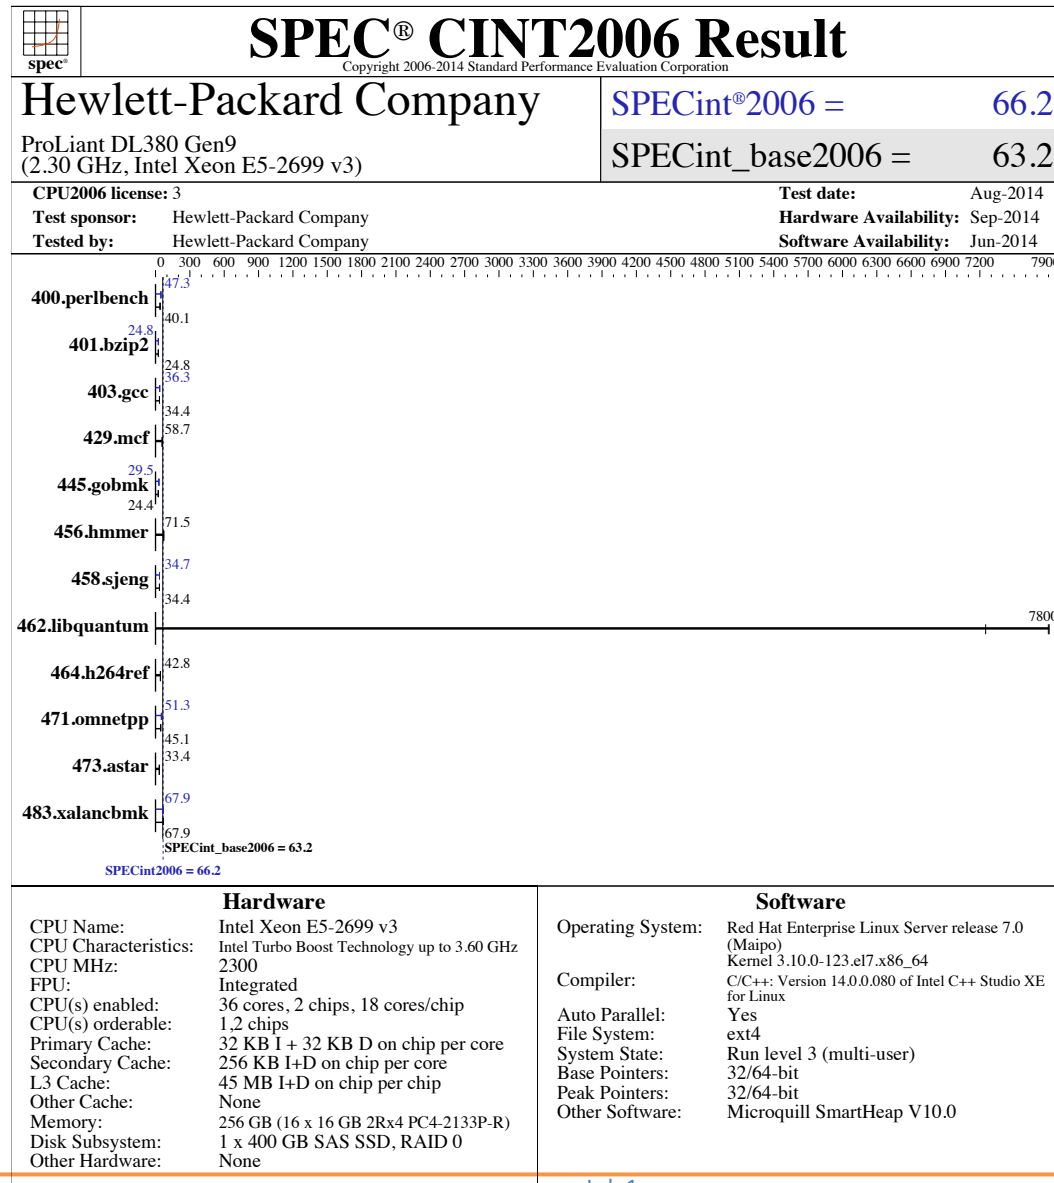 spec®
SPEC® CINT2006 Result
Copyright 2006-2014 Standard Performance Evaluation Corporation
Hewlett-Packard Company
ProLiant DL380 Gen9
(2.30 GHz, Intel Xeon E5-2699 v3)
SPECint®2006 = 66.2
SPECint_base2006 = 63.2
CPU2006 license: 3
Test sponsor: Hewlett-Packard Company
Tested by: Hewlett-Packard Company
Test date: Aug-2014
Hardware Availability: Sep-2014
Software Availability: Jun-2014
0 300 600 900 1200 1500 1800 2100 2400 2700 3000 3300 3600 3900 4200 4500 4800 5100 5400 5700 6000 6300 6600 6900 7200 7900
47.3
400.perlbench
40.1
24.8
401.bzip2
24.8
36.3
403.gcc
34.4
58.7
429.mcf
29.5
445.gobmk
24.4
71.5
456.hmmer
34.7
458.sjeng
34.4
7800
462.libquantum
42.8
464.h264ref
51.3
471.omnetpp
45.1
33.4
473.astar
67.9
483.xalancbmk
67.9
SPECint_base2006 = 63.2
SPECint2006 = 66.2
Hardware
CPU Name: Intel Xeon E5-2699 v3
CPU Characteristics: Intel Turbo Boost Technology up to 3.60 GHz
CPU MHz: 2300
FPU: Integrated
CPU(s) enabled: 36 cores, 2 chips, 18 cores/chip
CPU(s) orderable: 1,2 chips
Primary Cache: 32 KB I + 32 KB D on chip per core
Secondary Cache: 256 KB I+D on chip per core
L3 Cache: 45 MB I+D on chip per chip
Other Cache: None
Memory: 256 GB (16 x 16 GB 2Rx4 PC4-2133P-R)
Disk Subsystem: 1 x 400 GB SAS SSD, RAID 0
Other Hardware: None
Software
Operating System: Red Hat Enterprise Linux Server release 7.0
(Maipo)
Kernel 3.10.0-123.el7.x86_64
Compiler: C/C++: Version 14.0.0.080 of Intel C++ Studio XE
for Linux
Auto Parallel: Yes
File System: ext4
System State: Run level 3 (multi-user)
Base Pointers: 32/64-bit
Peak Pointers: 32/64-bit
Other Software: Microquill SmartHeap V10.0